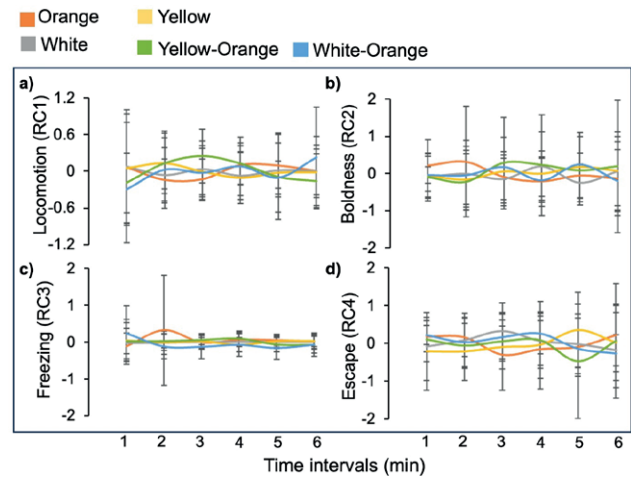 Orange Yellow
White Yellow-Orange White-Orange
a) b)
Locomotion (RC1)
1.2
0.6
0
-0.6
-1.2
Boldness (RC2)
2
1
0
-1
-2
c) d)
Freezing (RC3)
2
1
0
-1
-2
Escape (RC4)
2
1
0
-1
-2
1 2 3 4 5 6 1 2 3 4 5 6
Time intervals (min)